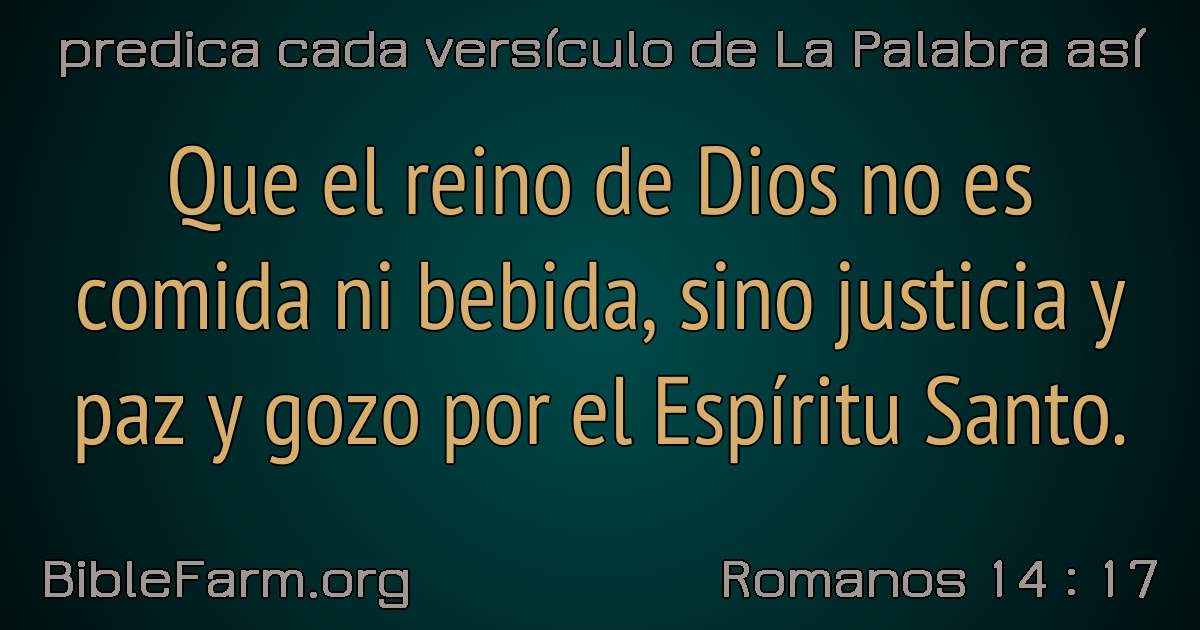 predica cada versículo de La Palabra así
Que el reino de Dios no es
comida ni bebida, sino justicia y
paz y gozo por el Espíritu Santo.
BibleFarm.org
Romanos 14 : 17